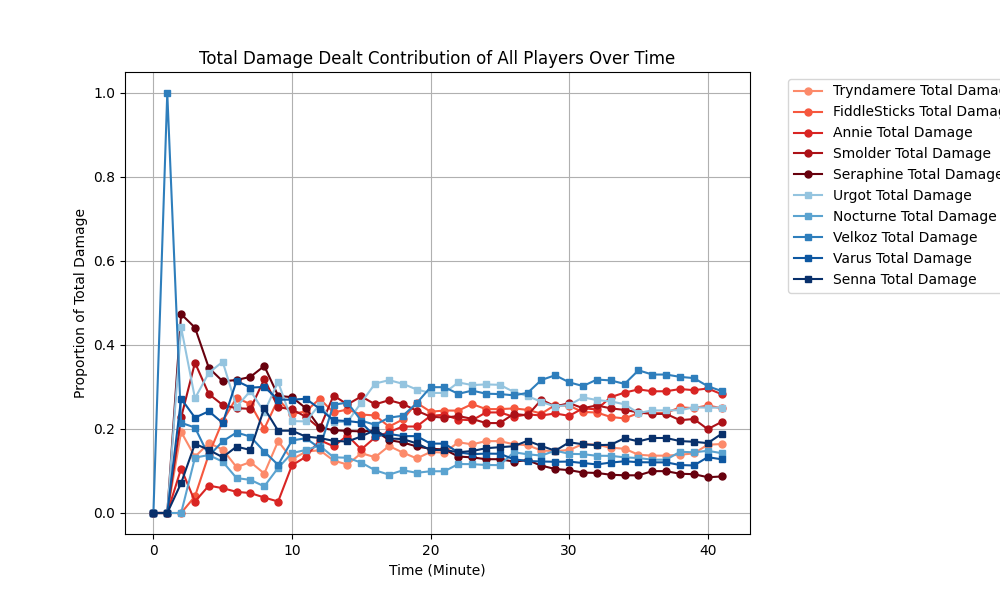 Total Damage Dealt Contribution of All Players Over Time
1.0
0.8
0.6
0.4
0.2
0.0
Proportion of Total Damage
0 10 20 30 40
Time (Minute)
Tryndamere Total
FiddleSticks Total
Annie Total Damage
Smolder Total Damage
Seraphine Total Damage
Urgot Total Damage
Nocturne Total Damage
Velkoz Total Damage
Varus Total Damage
Senna Total Damage